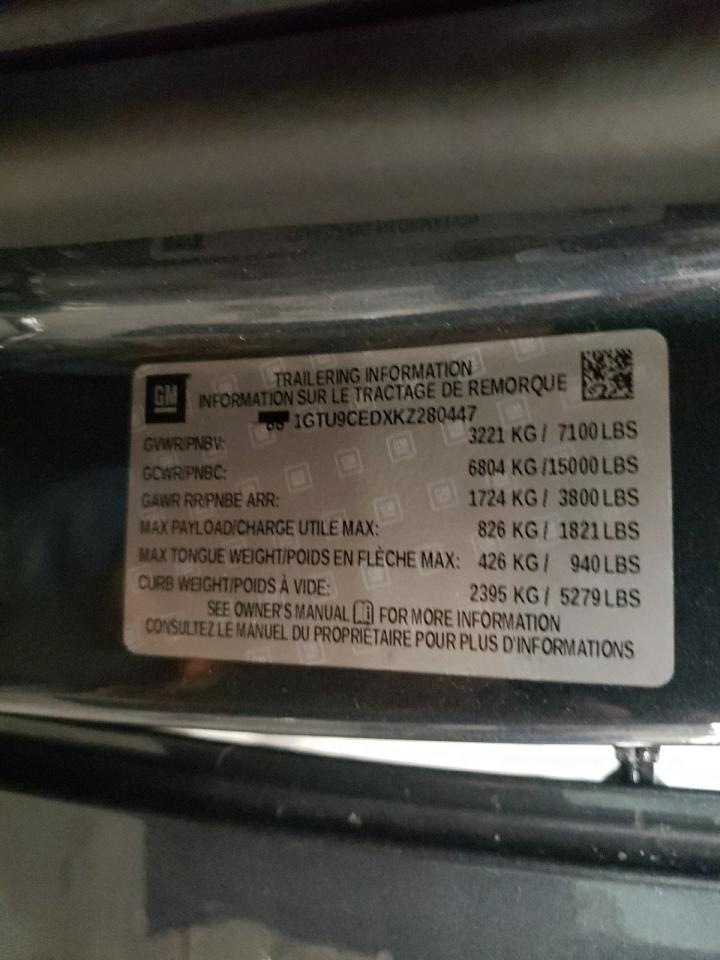 GM
TRAILERING INFORMATION
INFORMATION SUR LE TRACTAGE DE REMORQUE
1GTU9CEDXKZ280447
GVWR/PNBV: 3221 KG / 7100 LBS
GCWR/PNBC: 6804 KG /15000 LBS
GAWR RR/PNBE ARR: 1724 KG / 3800 LBS
MAX PAYLOAD/CHARGE UTILE MAX: 826 KG / 1821 LBS
MAX TONGUE WEIGHT/POIDS EN FLÈCHE MAX: 426 KG / 940 LBS
CURB WEIGHT/POIDS À VIDE: 2395 KG / 5279 LBS
SEE OWNER'S MANUAL FOR MORE INFORMATION
CONSULTEZ LE MANUEL DU PROPRIÉTAIRE POUR PLUS D'INFORMATIONS